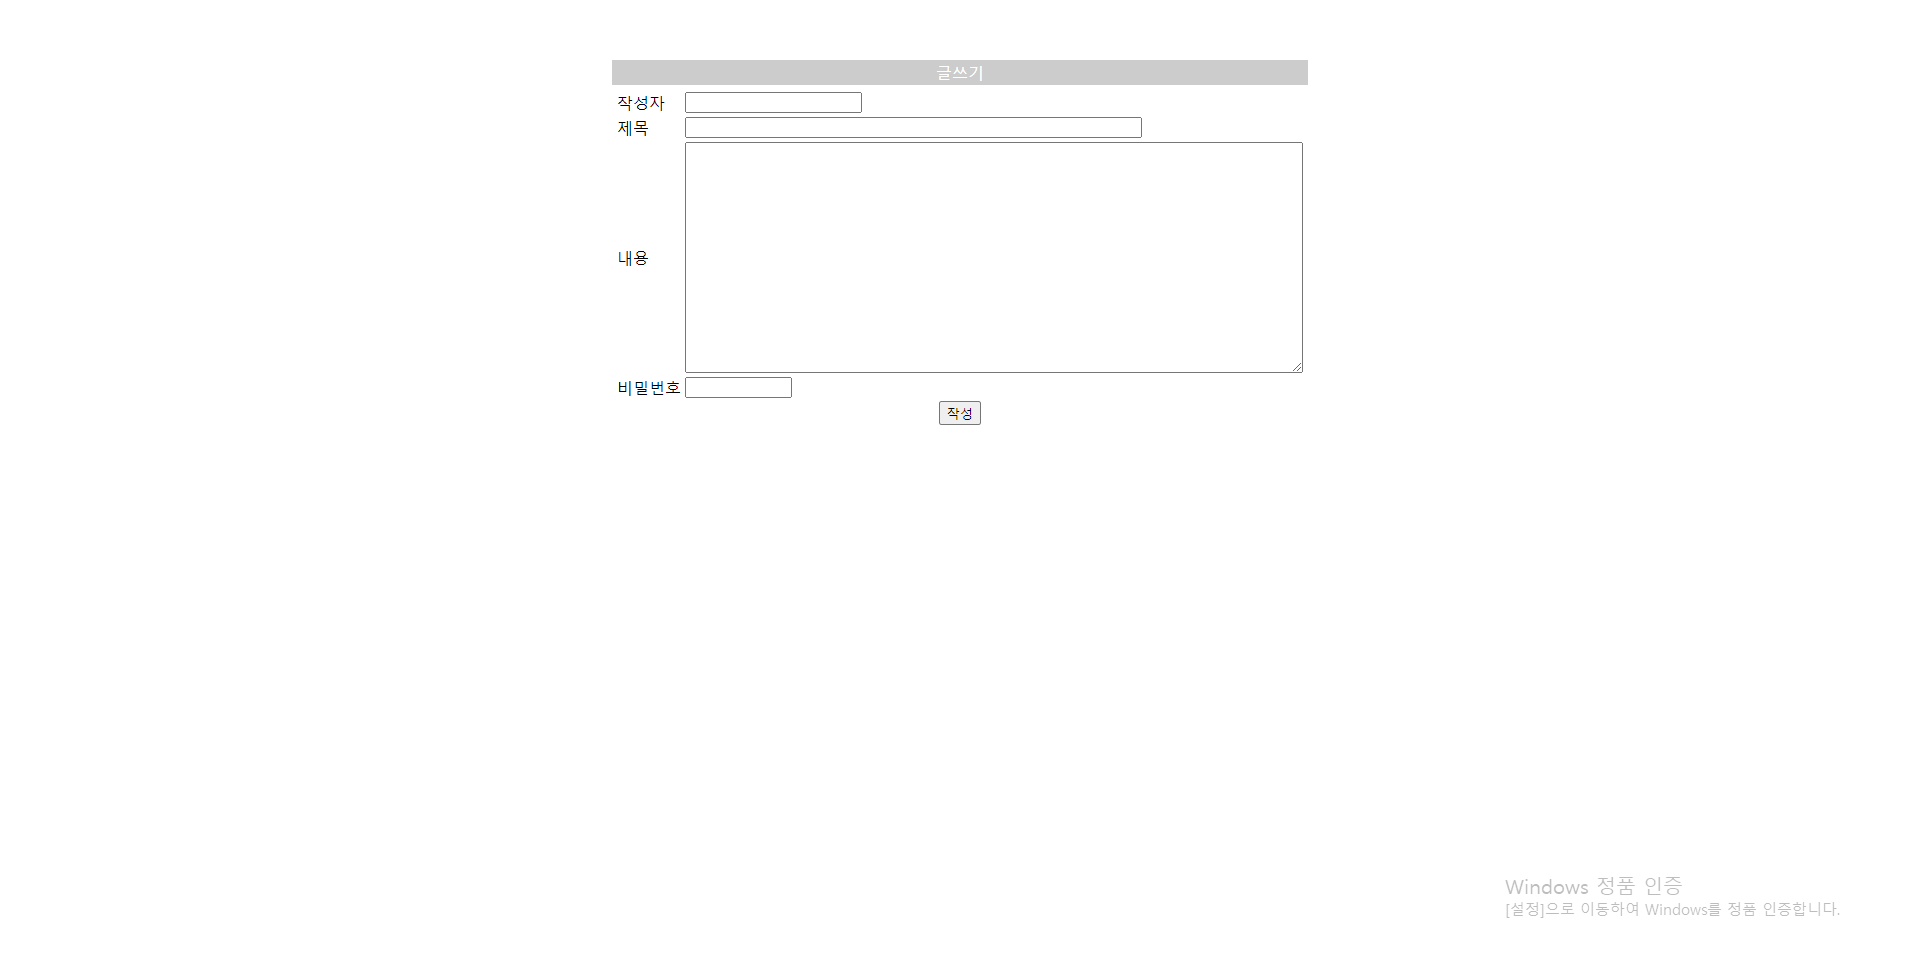 글쓰기
작성자
제목
내용
비밀번호
작성
Windows 정품 인증
[설정]으로 이동하여 Windows를 정품 인증합니다.